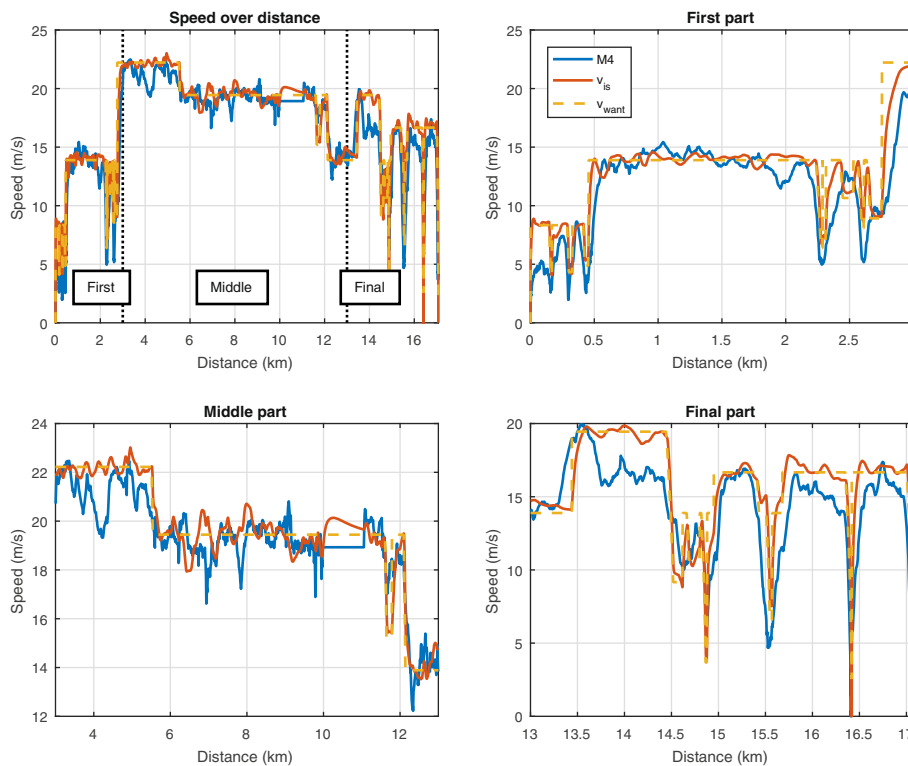 Speed over distance
25
20
15
10
5
0
Speed (m/s)
First
Middle
Final
0 2 4 6 8 10 12 14 16
Distance (km)
First part
25
20
15
10
5
0
Speed (m/s)
M4
v_is
v_want
0 0.5 1 1.5 2 2.5
Distance (km)
Middle part
24
22
20
18
16
14
12
Speed (m/s)
4 6 8 10 12
Distance (km)
Final part
20
15
10
5
0
Speed (m/s)
13 13.5 14 14.5 15 15.5 16 16.5 17
Distance (km)